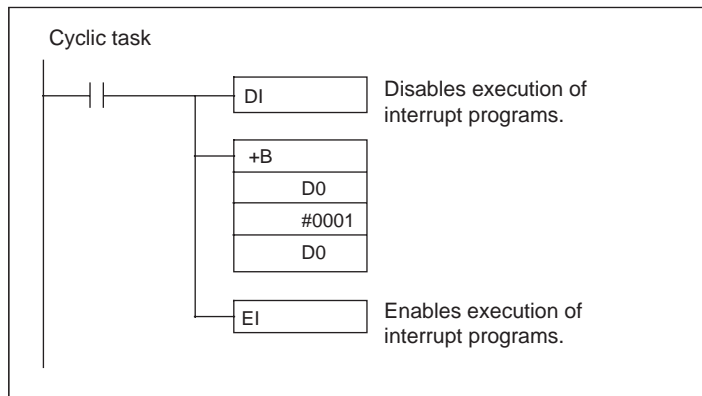 Cyclic task
DI
Disables execution of
interrupt programs.
+B
D0
#0001
D0
EI
Enables execution of
interrupt programs.